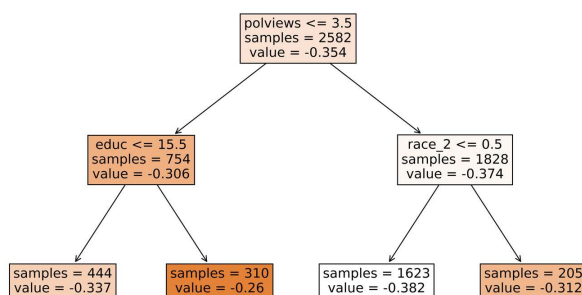 polviews <= 3.5
samples = 2582
value = -0.354
educ <= 15.5
samples = 754
value = -0.306
race_2 <= 0.5
samples = 1828
value = -0.374
samples = 444
value = -0.337
samples = 310
value = -0.26
samples = 1623
value = -0.382
samples = 205
value = -0.312